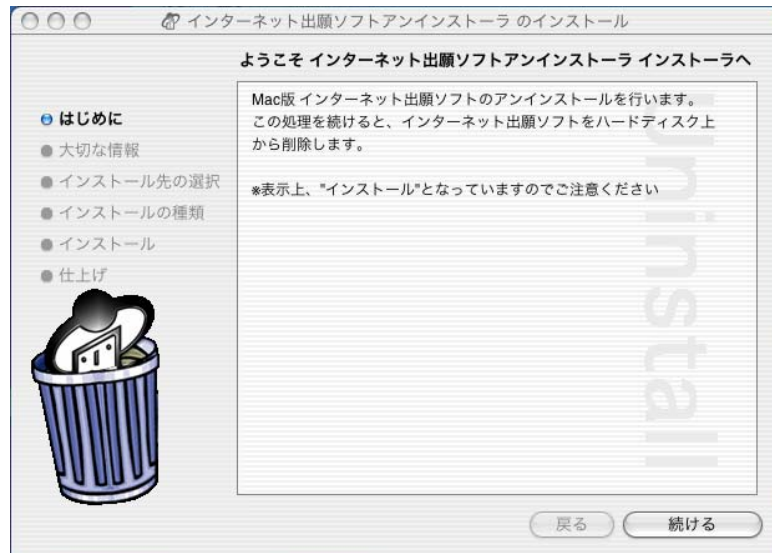 インターネット出願ソフトアンインストーラ のインストール
ようこそ インターネット出願ソフトアンインストーラ インストーラへ
はじめに
大切な情報
インストール先の選択
インストールの種類
インストール
仕上げ
Mac版 インターネット出願ソフトのアンインストールを行います。
この処理を続けると、インターネット出願ソフトをハードディスク上
から削除します。
※表示上、"インストール"となっていますのでご注意ください
Uninstall
戻る
続ける